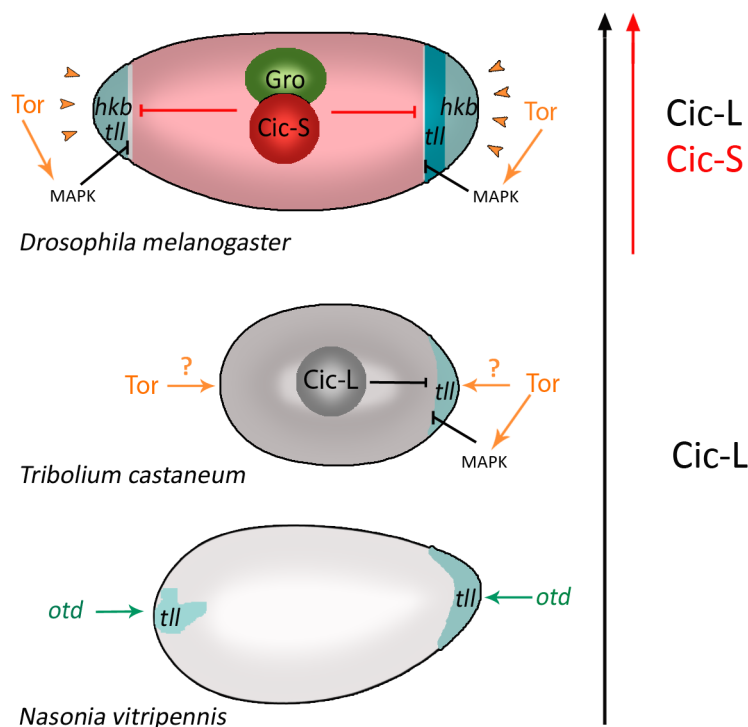 Gro
Tor
hkb
Cic-S
hkb
Tor
tll
tll
MAPK
MAPK
Drosophila melanogaster
Cic-L
Cic-S
?
?
Tor
Cic-L
tll
Tor
MAPK
Tribolium castaneum
Cic-L
otd
tll
tll
otd
Nasonia vitripennis